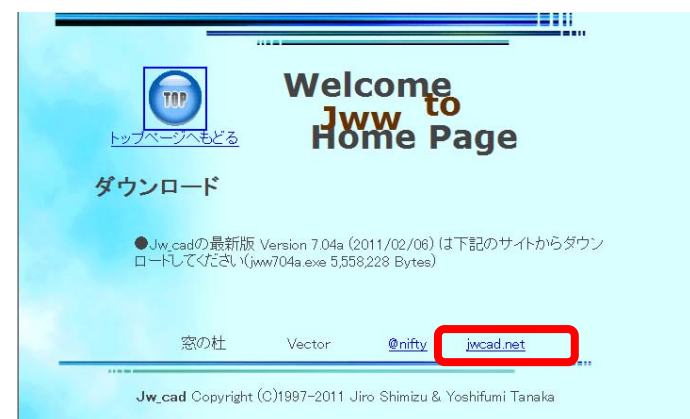 TOP
トップページへもどる
Welcome
to
Jww
Home Page
ダウンロード
●Jw_cadの最新版 Version 7.04a (2011/02/06) は下記のサイトからダウン
ロードしてください(jww704a.exe 5,558,228 Bytes)
窓の杜 Vector @nifty jwcad.net
Jw_cad Copyright (C)1997-2011 Jiro Shimizu & Yoshifumi Tanaka